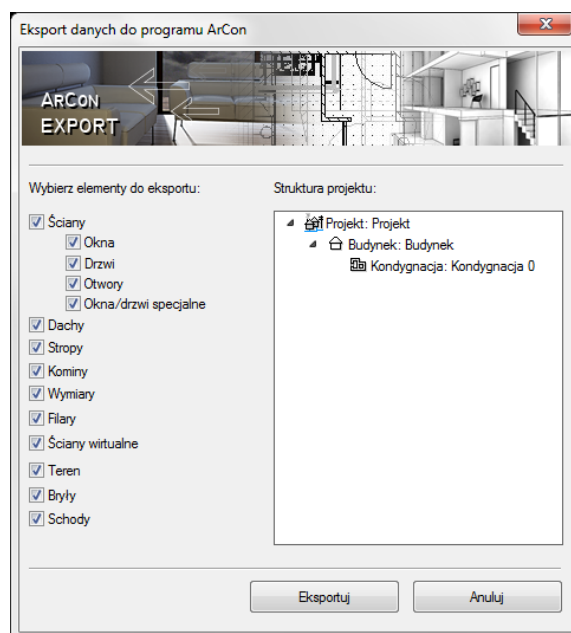 Eksport danych do programu ArCon
ARCON
EXPORT
Wybierz elementy do eksportu:
Struktura projektu:
Ściany
Okna
Drzwi
Otwory
Okna/drzwi specjalne
Dachy
Stropy
Kominy
Wymiary
Filary
Ściany wirtualne
Teren
Bryły
Schody
Projekt: Projekt
Budynek: Budynek
Kondygnacja: Kondygnacja 0
Eksportuj
Anuluj